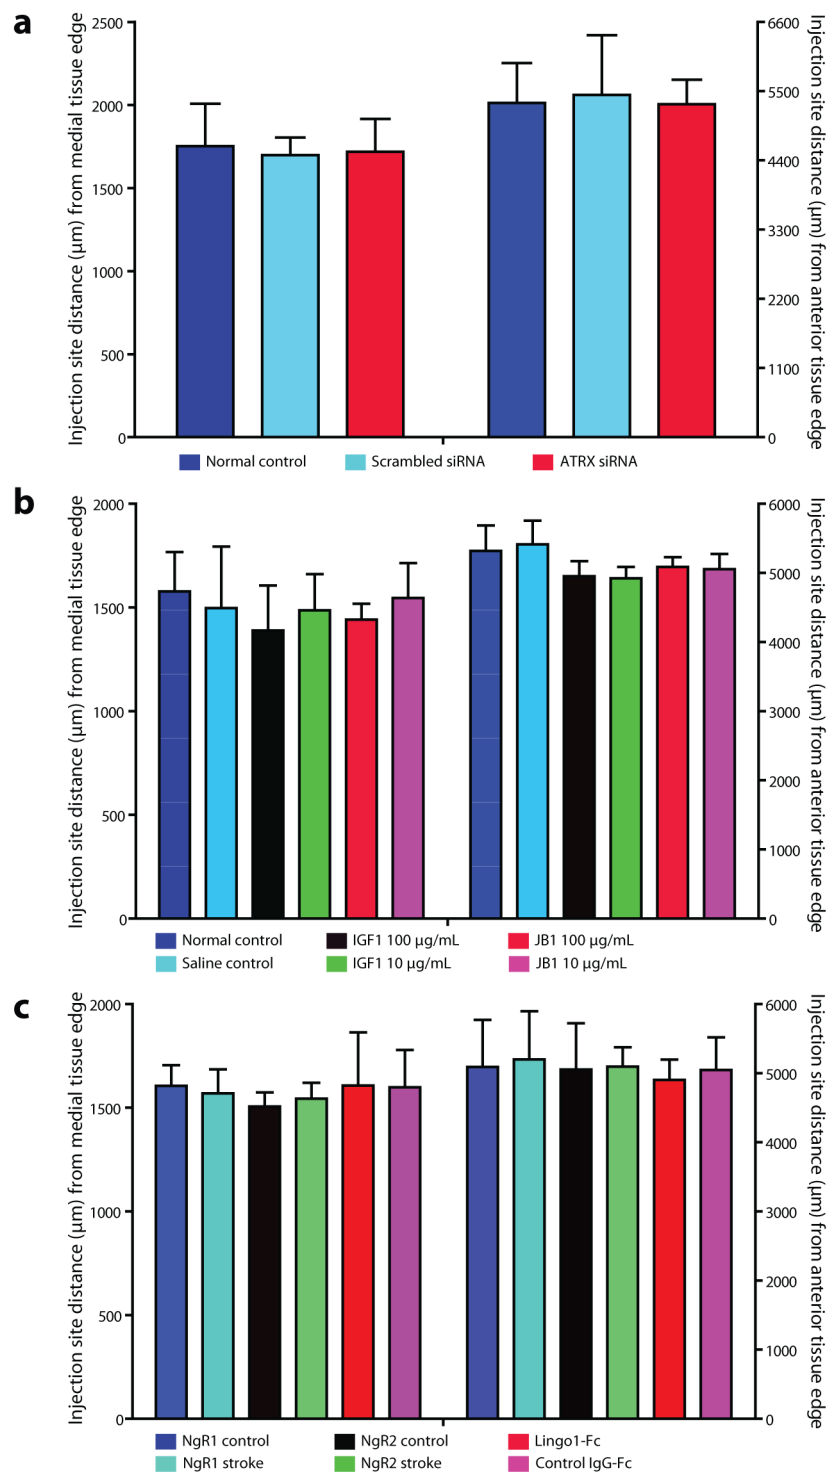 a
Injection site distance (µm) from medial tissue edge
2500
2000
1500
1000
500
0
6600
5500
4400
3300
2200
1100
0
Injection site distance (µm) from anterior tissue edge
Normal control
Scrambled siRNA
ATRX siRNA
b
Injection site distance (µm) from medial tissue edge
2000
1500
1000
500
0
6000
5000
4000
3000
2000
1000
0
Injection site distance (µm) from anterior tissue edge
Normal control
IGF1 100 µg/mL
JB1 100 µg/mL
Saline control
IGF1 10 µg/mL
JB1 10 µg/mL
c
Injection site distance (µm) from medial tissue edge
2000
1500
1000
500
0
6000
5000
4000
3000
2000
1000
0
Injection site distance (µm) from anterior tissue edge
NgR1 control
NgR2 control
Lingo1-Fc
NgR1 stroke
NgR2 stroke
Control IgG-Fc